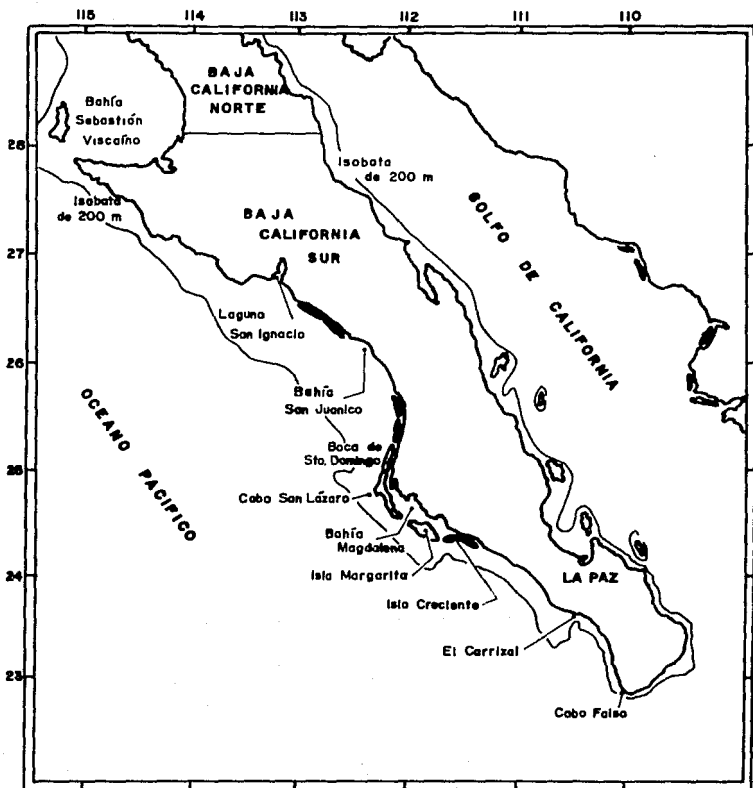 115 113 112 111 110
BAJA
CALIFORNIA
NORTE
Bahía
Sebastión
Viscaíno
28
Isobata
de 200 m
Isobata
de 200 m
BAJA
CALIFORNIA
SUR
GOLFO DE CALIFORNIA
27
Laguna
San Ignacio
26
Bahía
San Juanico
OCEANO PACIFICO
Boca de
Sto. Domingo
25
Cabo San Lázaro
Bahía
Magdalena
24
Isla Margarita
LA PAZ
Isla Creciente
El Carrizal
23
Cabo Falso